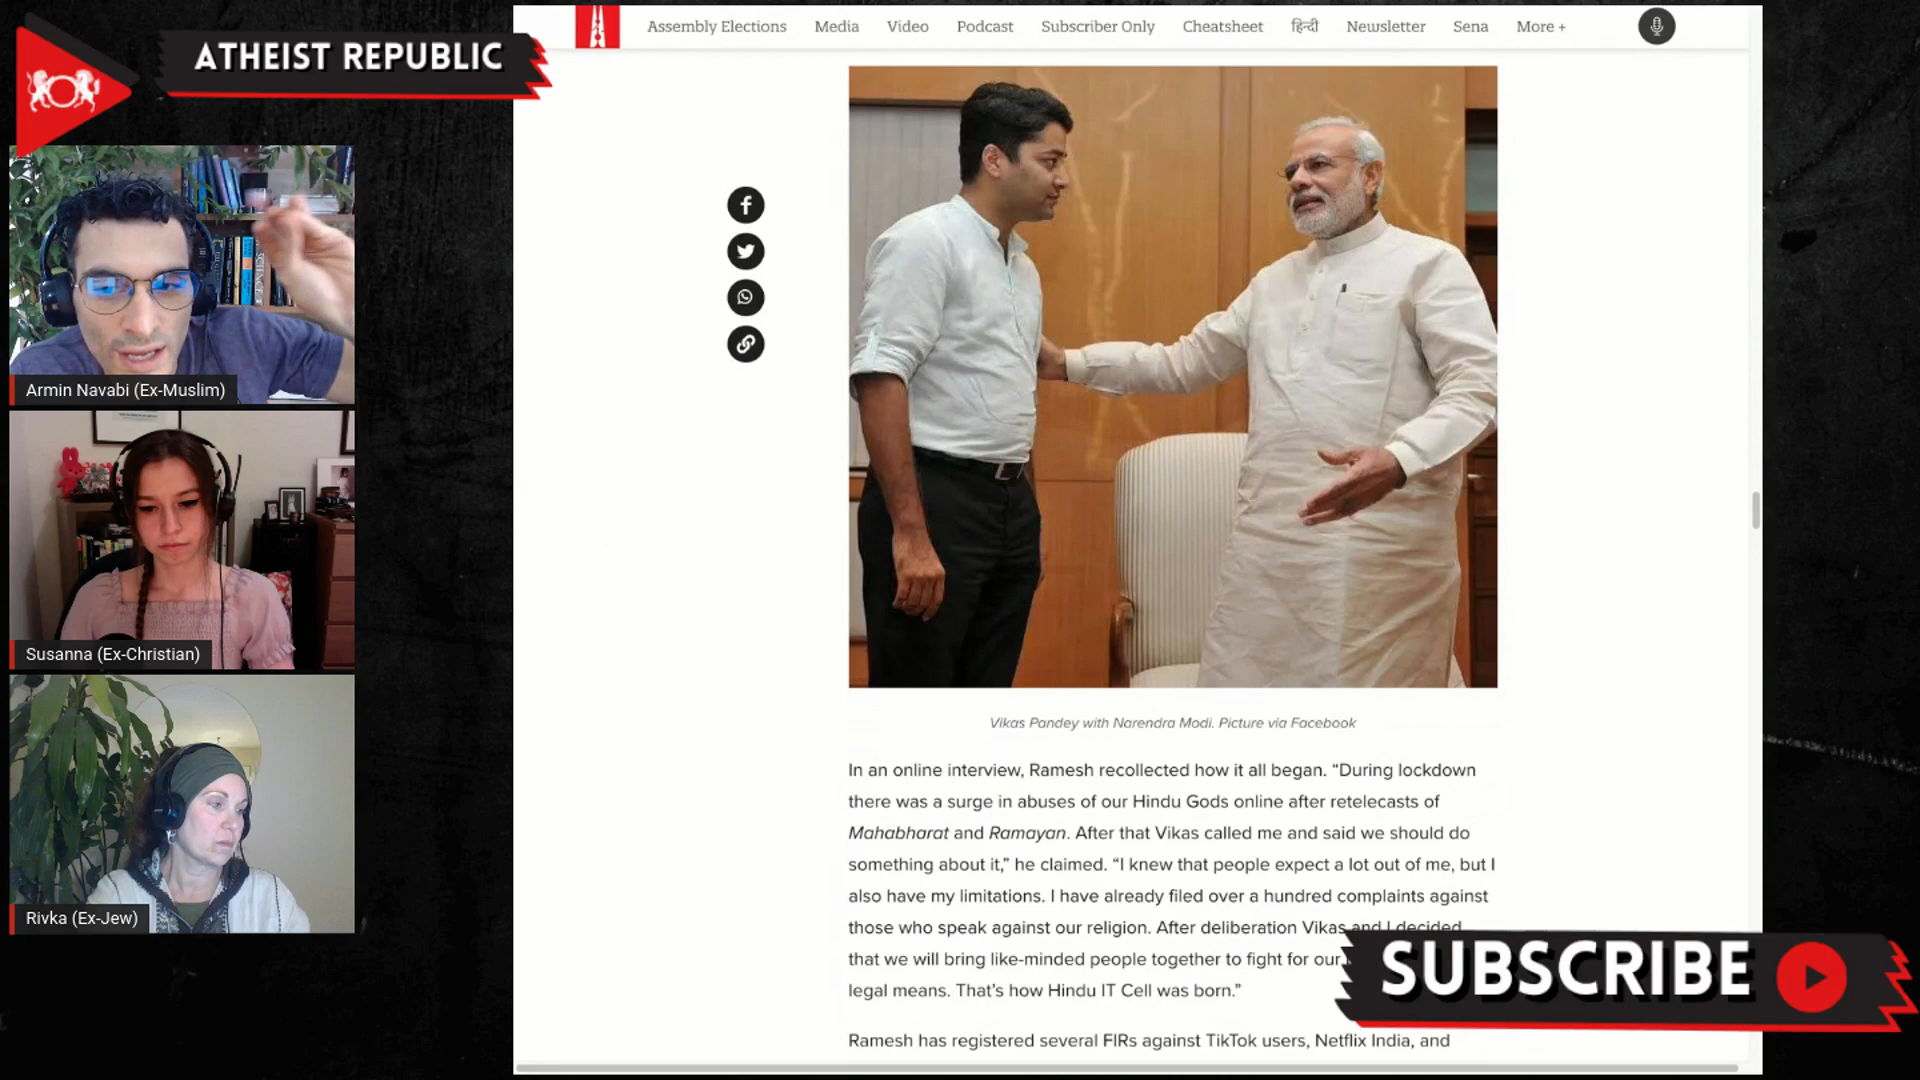 ATHEIST REPUBLIC
Assembly Elections Media Video Podcast Subscriber Only Cheatsheet हिन्दी Newsletter Sena More +
Armin Navabi (Ex-Muslim)
Susanna (Ex-Christian)
Rivka (Ex-Jew)
Vikas Pandey with Narendra Modi. Picture via Facebook
In an online interview, Ramesh recollected how it all began. “During lockdown
there was a surge in abuses of our Hindu Gods online after retelecasts of
Mahabharat and Ramayan. After that Vikas called me and said we should do
something about it,” he claimed. “I knew that people expect a lot out of me, but I
also have my limitations. I have already filed over a hundred complaints against
those who speak against our religion. After deliberation Vikas and I decided
that we will bring like-minded people together to fight for our
legal means. That’s how Hindu IT Cell was born.”
Ramesh has registered several FIRs against TikTok users, Netflix India, and
SUBSCRIBE